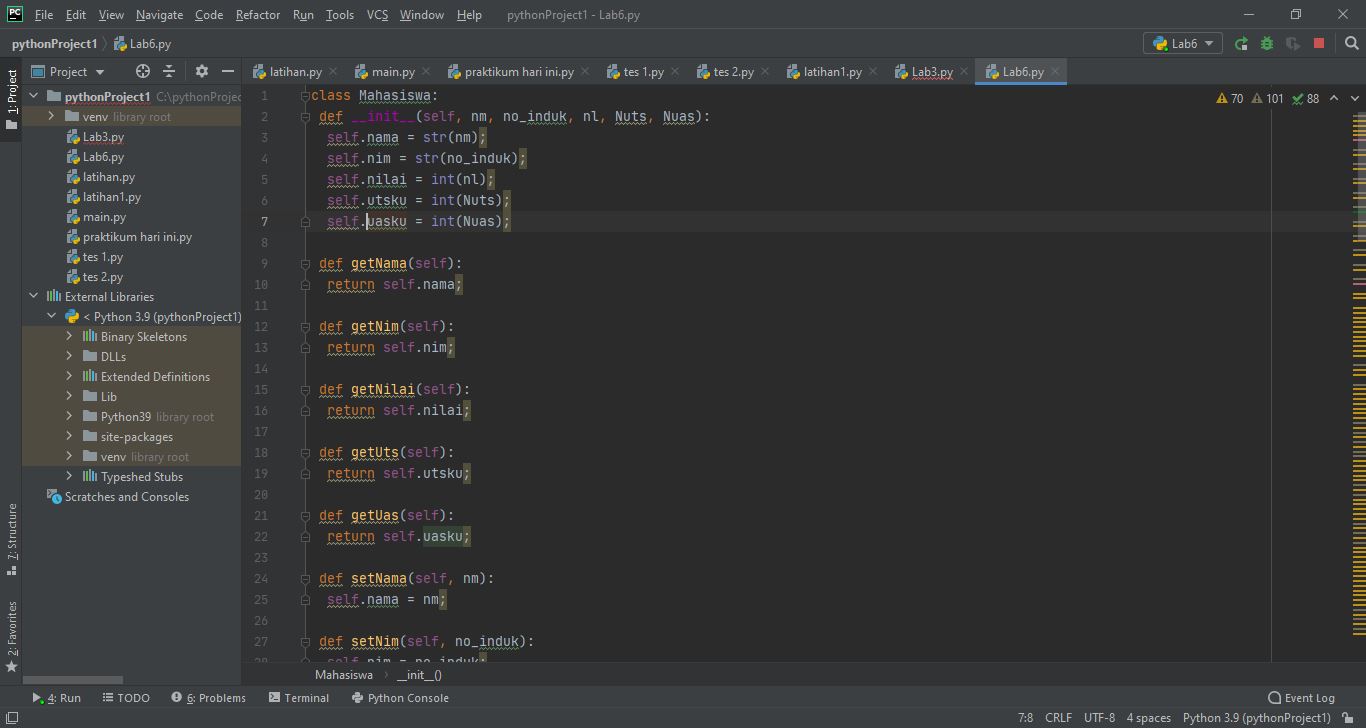 PC File Edit View Navigate Code Refactor Run Tools VCS Window Help pythonProject1 - Lab6.py
pythonProject1 Lab6.py Lab6
Project latihan.py main.py praktikum hari ini.py tes 1.py tes 2.py latihan1.py Lab3.py Lab6.py
1: Project
pythonProject1 C:\pythonProjec
venv library root
Lab3.py
Lab6.py
latihan.py
latihan1.py
main.py
praktikum hari ini.py
tes 1.py
tes 2.py
External Libraries
< Python 3.9 (pythonProject1)
Binary Skeletons
DLLs
Extended Definitions
Lib
Python39 library root
site-packages
venv library root
Typeshed Stubs
Scratches and Consoles
7: Structure
2: Favorites
70 101 88
1 class Mahasiswa:
2 def __init__(self, nm, no_induk, nl, Nuts, Nuas):
3 self.nama = str(nm);
4 self.nim = str(no_induk);
5 self.nilai = int(nl);
6 self.utsku = int(Nuts);
7 self.uasku = int(Nuas);
8
9 def getNama(self):
10 return self.nama;
11
12 def getNim(self):
13 return self.nim;
14
15 def getNilai(self):
16 return self.nilai;
17
18 def getUts(self):
19 return self.utsku;
20
21 def getUas(self):
22 return self.uasku;
23
24 def setNama(self, nm):
25 self.nama = nm;
26
27 def setNim(self, no_induk):
28 self.nim = no_induk;
Mahasiswa __init__()
4: Run TODO 6: Problems Terminal Python Console Event Log
7:8 CRLF UTF-8 4 spaces Python 3.9 (pythonProject1)